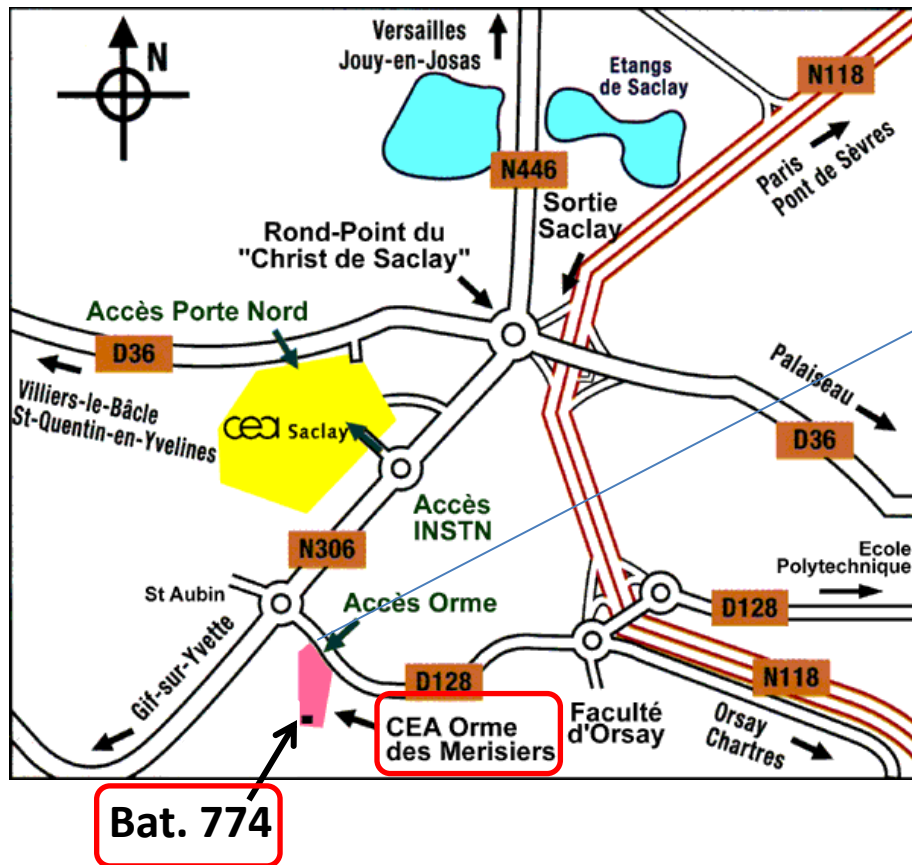 N
Versailles
Jouy-en-Josas
Etangs
de Saclay
N118
Paris
Pont de Sèvres
N446
Sortie
Saclay
Rond-Point du
"Christ de Saclay"
Accès Porte Nord
D36
Villiers-le-Bâcle
St-Quentin-en-Yvelines
cea Saclay
Palaiseau
D36
Accès
INSTN
N306
Ecole
Polytechnique
St Aubin
Accès Orme
D128
Gif-sur-Yvette
D128
N118
CEA Orme
des Merisiers
Faculté
d'Orsay
Orsay
Chartres
Bat. 774